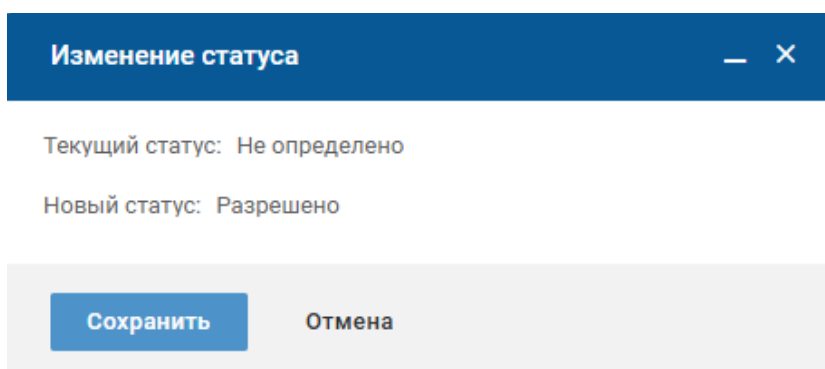 Изменение статуса
Текущий статус: Не определено
Новый статус: Разрешено
Сохранить Отмена